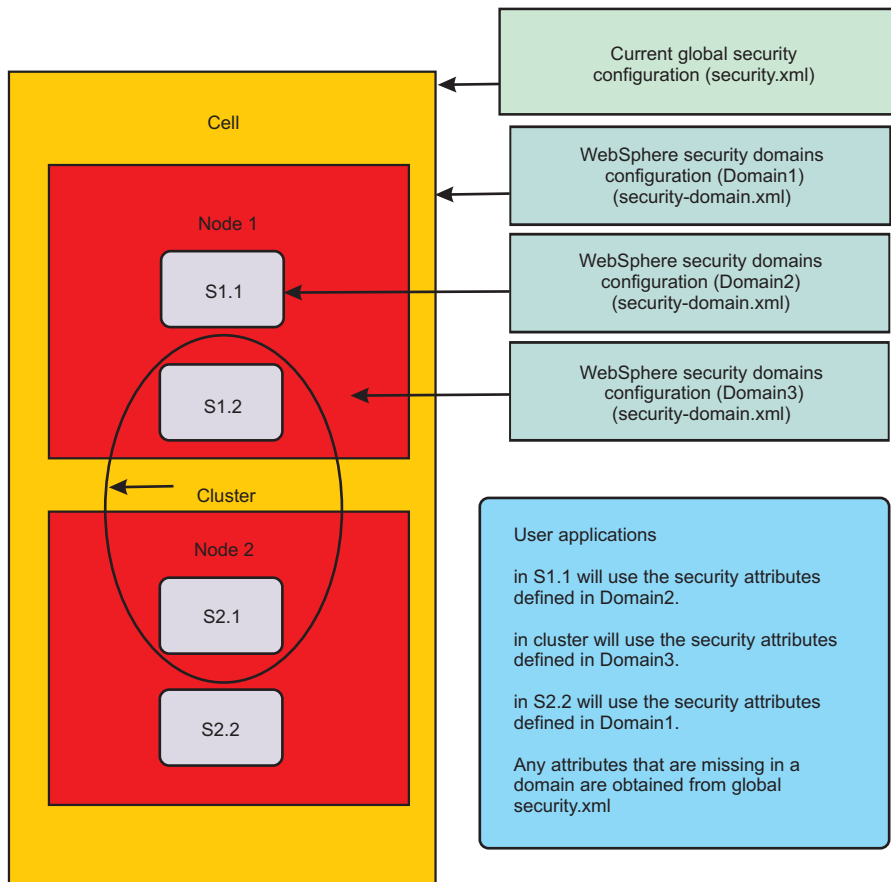 Current global security
configuration (security.xml)
Cell
WebSphere security domains
configuration (Domain1)
(security-domain.xml)
Node 1
WebSphere security domains
configuration (Domain2)
(security-domain.xml)
S1.1
WebSphere security domains
configuration (Domain3)
(security-domain.xml)
S1.2
Cluster
Node 2
S2.1
S2.2
User applications
in S1.1 will use the security attributes
defined in Domain2.
in cluster will use the security attributes
defined in Domain3.
in S2.2 will use the security attributes
defined in Domain1.
Any attributes that are missing in a
domain are obtained from global
security.xml